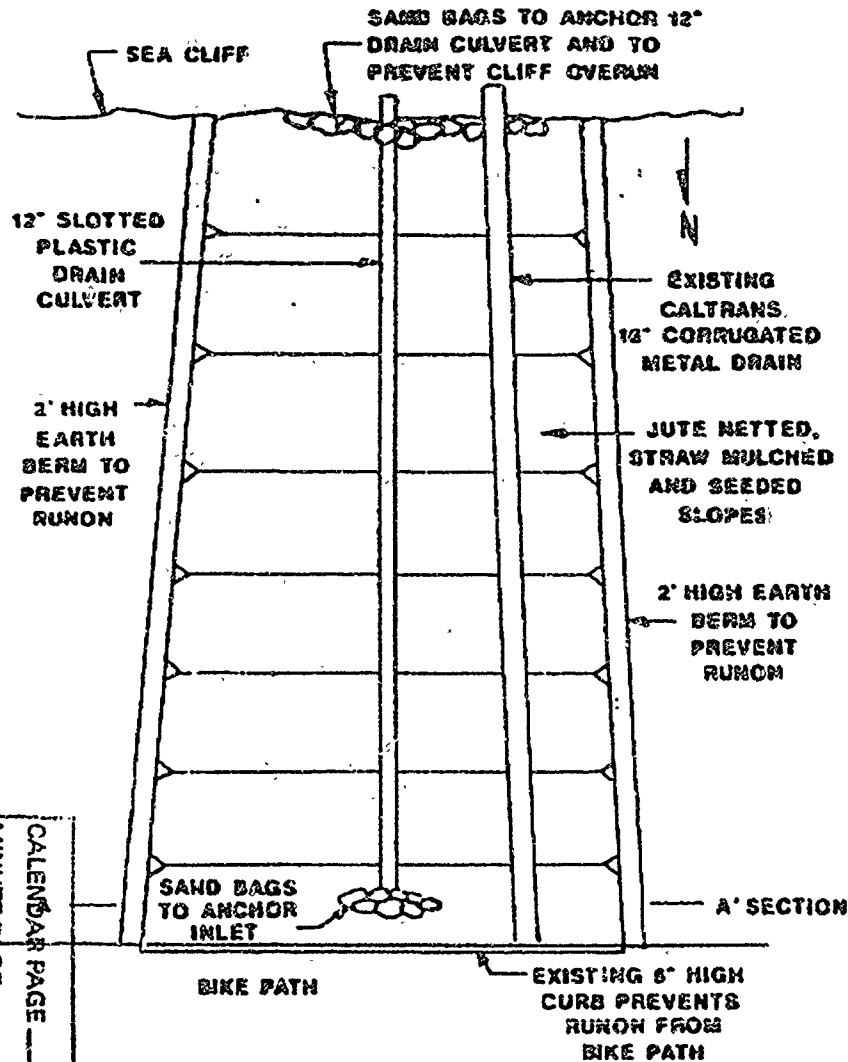 SAND BAGS TO ANCHOR 12"
DRAIN CULVERT AND TO
PREVENT CLIFF OVERUN
SEA CLIFF
N
12" SLOTTED
PLASTIC
DRAIN
CULVERT
EXISTING
CALTRANS
CORRUGATED
METAL DRAIN
2' HIGH
EARTH
BERM TO
PREVENT
RUNON
JUTE NETTED,
STRAW MULCHED
AND SEEDED
SLOPES
2' HIGH EARTH
BERM TO
PREVENT
RUNON
SAND BAGS
TO ANCHOR
INLET
A' SECTION
BIKE PATH
EXISTING 6" HIGH
CURB PREVENTS
RUNON FROM
BIKE PATH
CALENDAR PAGE